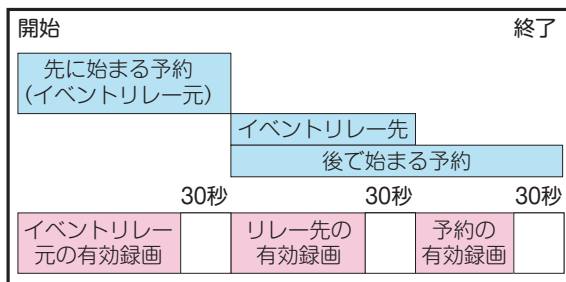 開始
終了
先に始まる予約
（イベントリレー元）
イベントリレー先
後で始まる予約
30秒
30秒
30秒
イベントリレー
元の有効録画
リレー先の
有効録画
予約の
有効録画